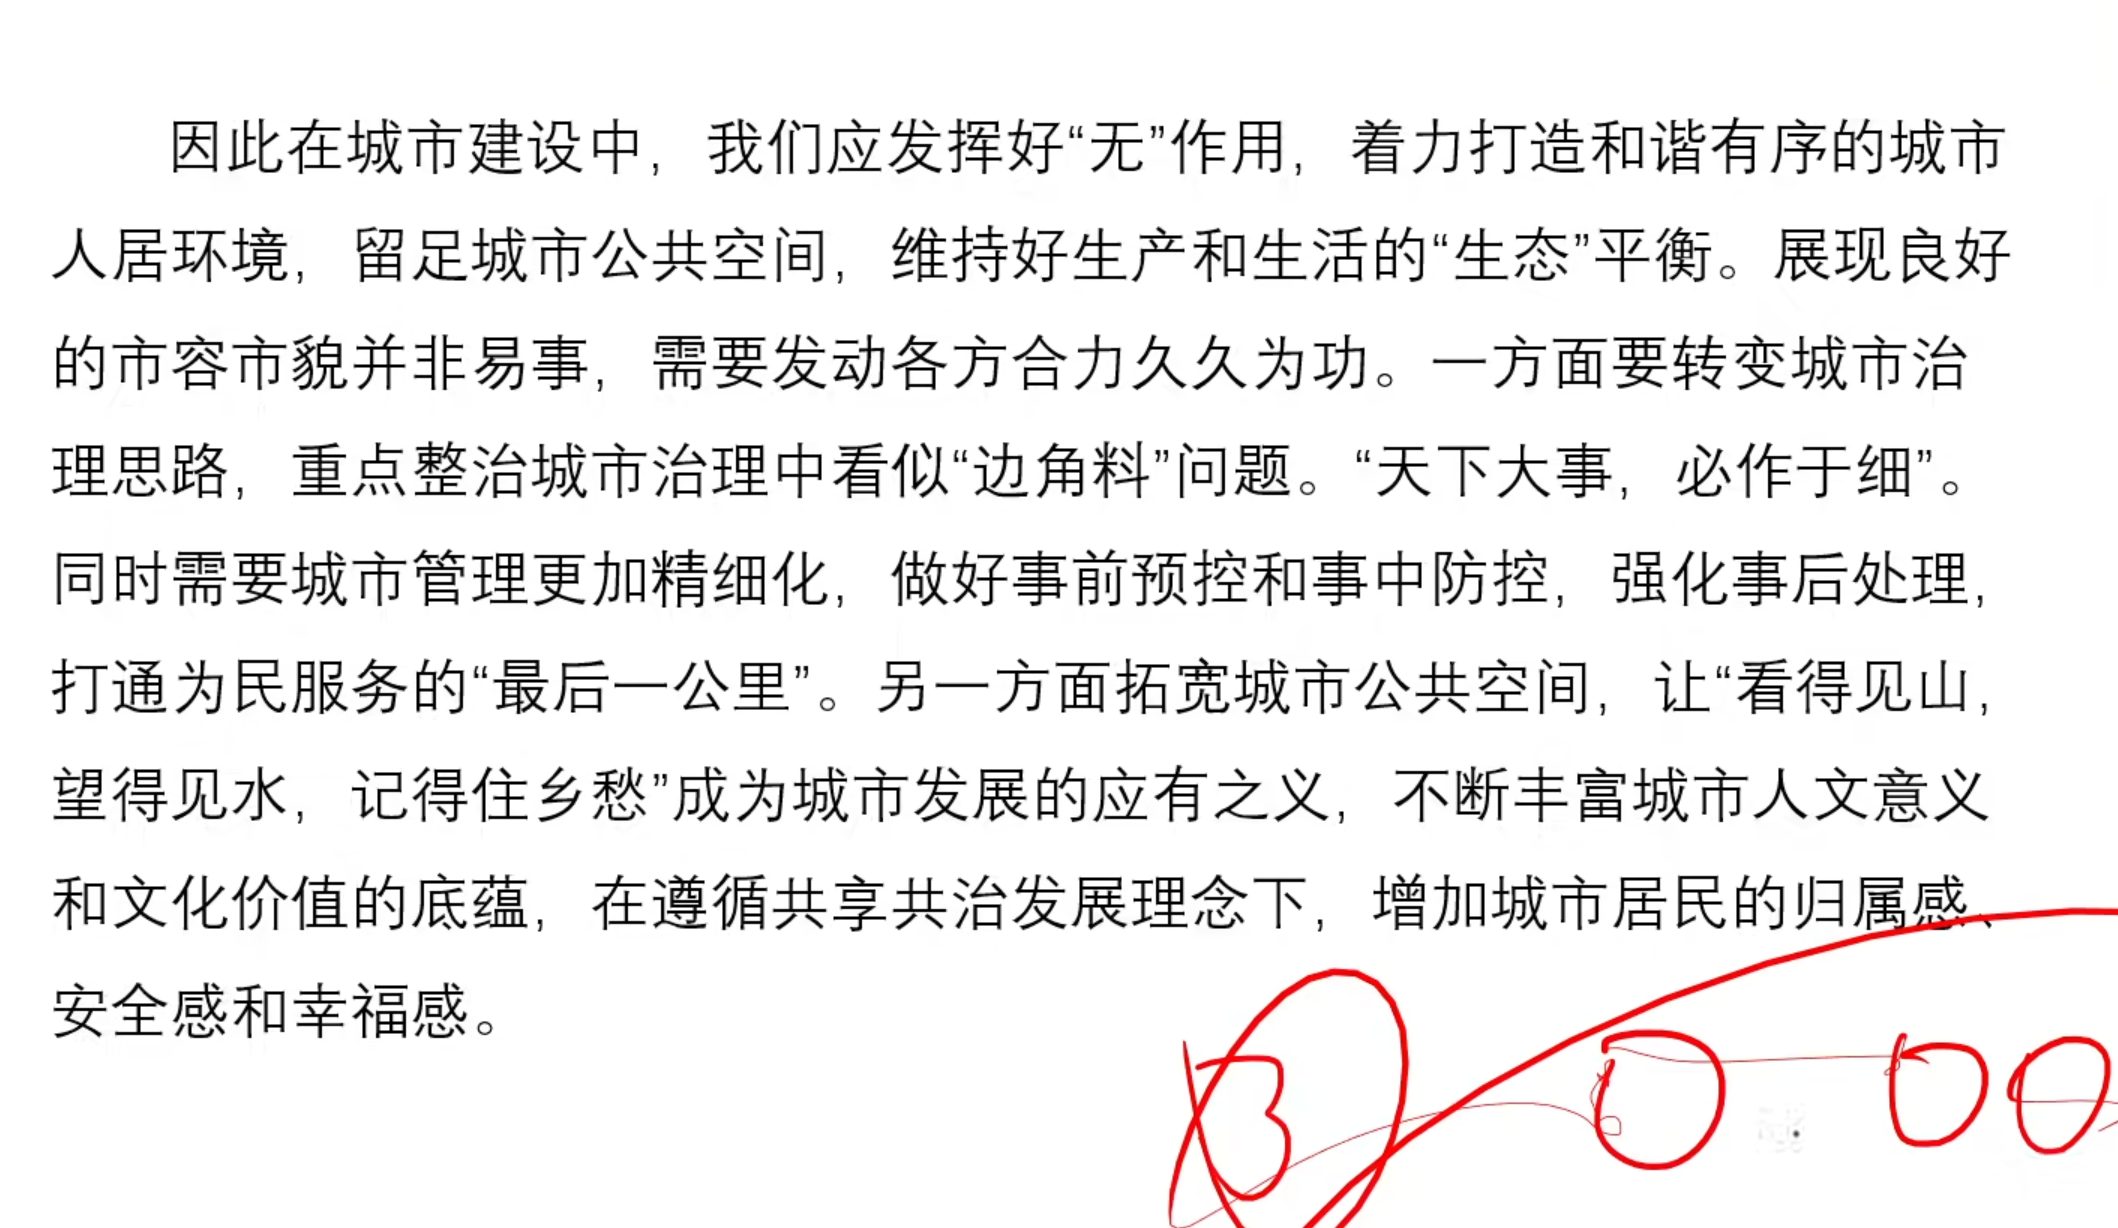 因此在城市建设中，我们应发挥好“无”作用，着力打造和谐有序的城市
人居环境，留足城市公共空间，维持好生产和生活的“生态”平衡。展现良好
的市容市貌并非易事，需要发动各方合力久久为功。一方面要转变城市治
理思路，重点整治城市治理中看似“边角料”问题。“天下大事，必作于细”。
同时需要城市管理更加精细化，做好事前预控和事中防控，强化事后处理，
打通为民服务的“最后一公里”。另一方面拓宽城市公共空间，让“看得见山，
望得见水，记得住乡愁”成为城市发展的应有之义，不断丰富城市人文意义
和文化价值的底蕴，在遵循共享共治发展理念下，增加城市居民的归属感、
安全感和幸福感。